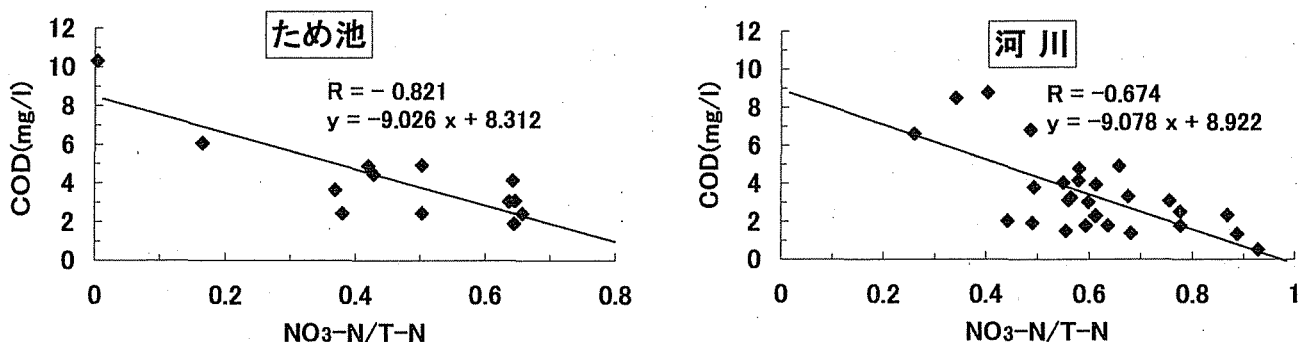 ため池
R = - 0.821
y = -9.026 x + 8.312
COD(mg/l)
12
10
8
6
4
2
0
0 0.2 0.4 0.6 0.8
NO3-N/T-N
河 川
R = -0.674
y = -9.078 x + 8.922
COD(mg/l)
12
10
8
6
4
2
0
0 0.2 0.4 0.6 0.8 1
NO3-N/T-N